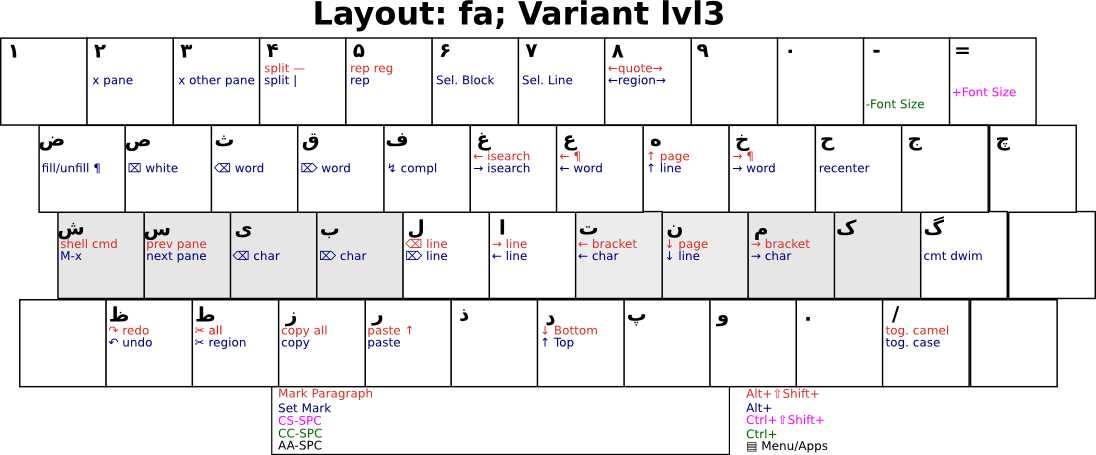 Layout: fa; Variant lvl3
۱ ۲ ۳ ۴ ۵ ۶ ۷ ۸ ۹ ۰ - =
split — rep reg ←quote→
x pane x other pane split | rep Sel. Block Sel. Line ←region→
+Font Size
-Font Size
ض ص ث ق ف غ ع ه خ ح ج چ
← isearch ← ¶ ↑ page → ¶
fill/unfill ¶ ⌧ white ⌫ word ⌦ word ↯ compl → isearch ← word ↑ line → word recenter
ش س ی ب ل ا ت ن م ک گ
shell cmd prev pane ⌫ line → line ← bracket ↓ page → bracket
M-x next pane ⌫ char ⌦ char ⌦ line ← line ← char ↓ line → char cmt dwim
ظ ط ز ر ذ د پ و . /
↷ redo ✂ all copy all paste ↑ ↓ Bottom tog. camel
↶ undo ✂ region copy paste ↑ Top tog. case
Mark Paragraph Alt+⇧Shift+
Set Mark Alt+
CS-SPC Ctrl+⇧Shift+
CC-SPC Ctrl+
AA-SPC ▤ Menu/Apps